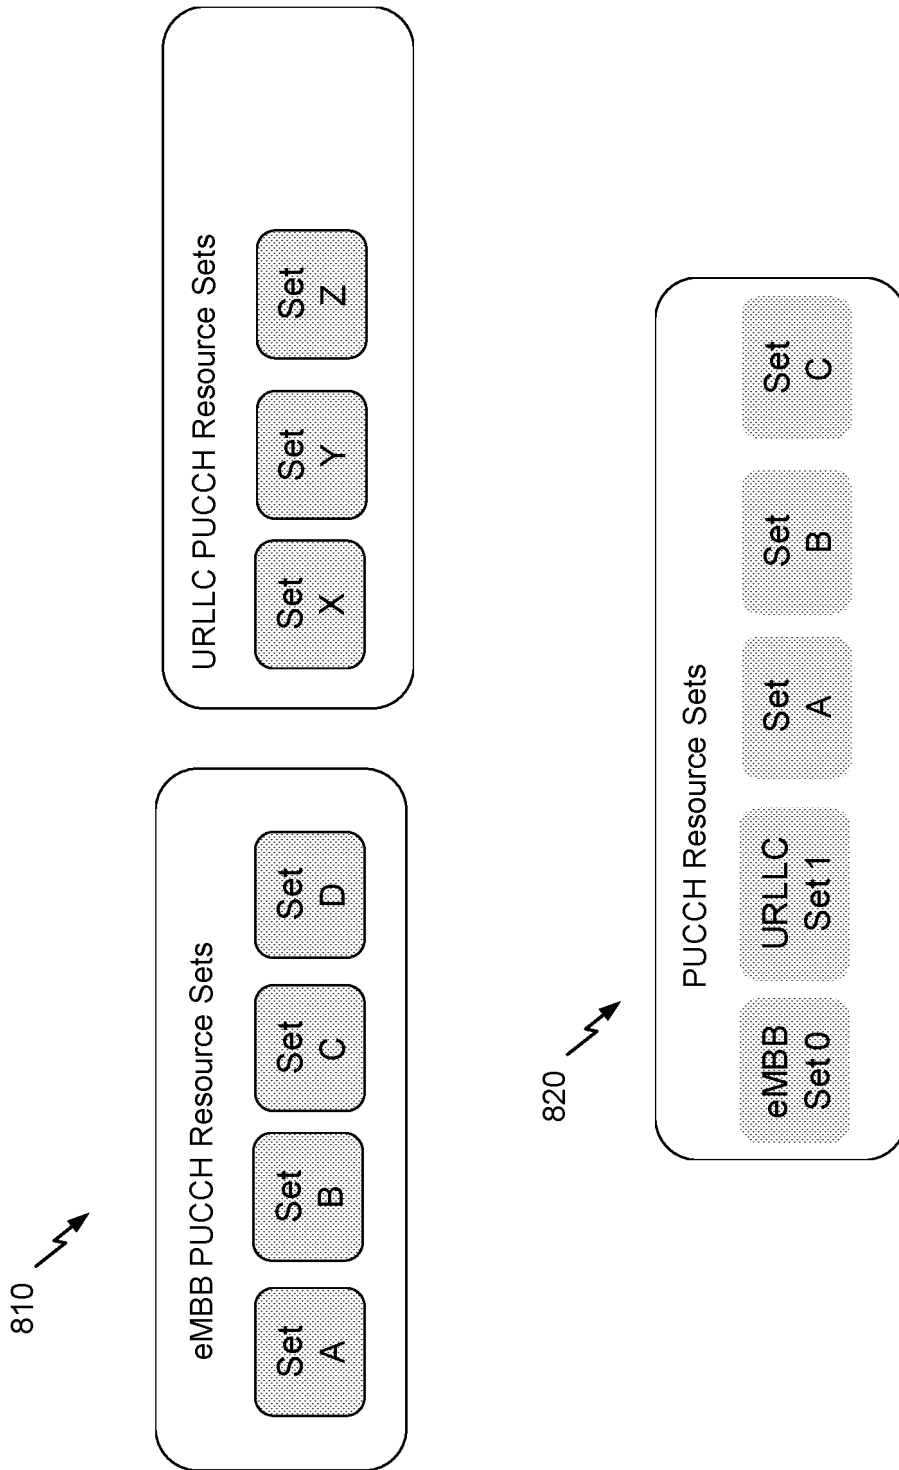 810
eMBB PUCCH Resource Sets
Set
A
Set
B
Set
C
Set
D
URLLC PUCCH Resource Sets
Set
X
Set
Y
Set
Z
820
PUCCH Resource Sets
eMBB
Set 0
URLLC
Set 1
Set
A
Set
B
Set
C